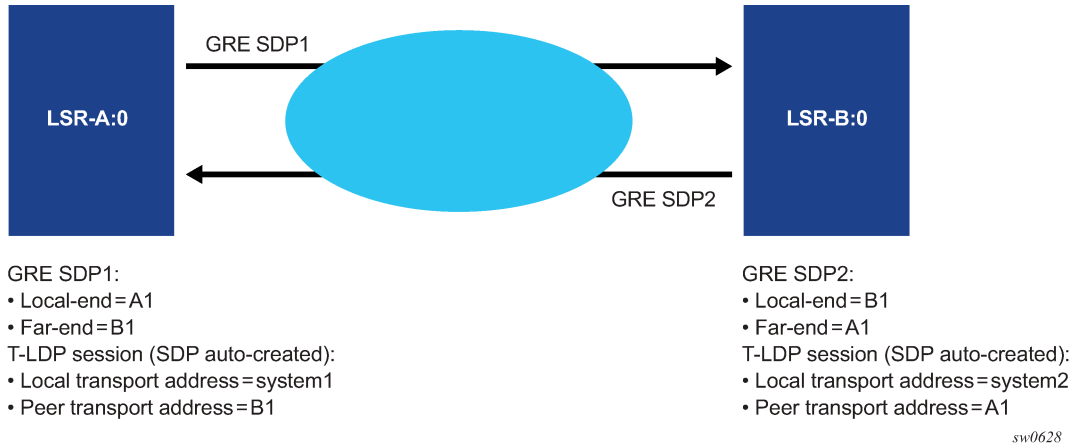 GRE SDP1
LSR-A:0
LSR-B:0
GRE SDP2
GRE SDP1:
• Local-end=A1
• Far-end=B1
T-LDP session (SDP auto-created):
• Local transport address=system1
• Peer transport address=B1
GRE SDP2:
• Local-end=B1
• Far-end=A1
T-LDP session (SDP auto-created):
• Local transport address=system2
• Peer transport address=A1
sw0628